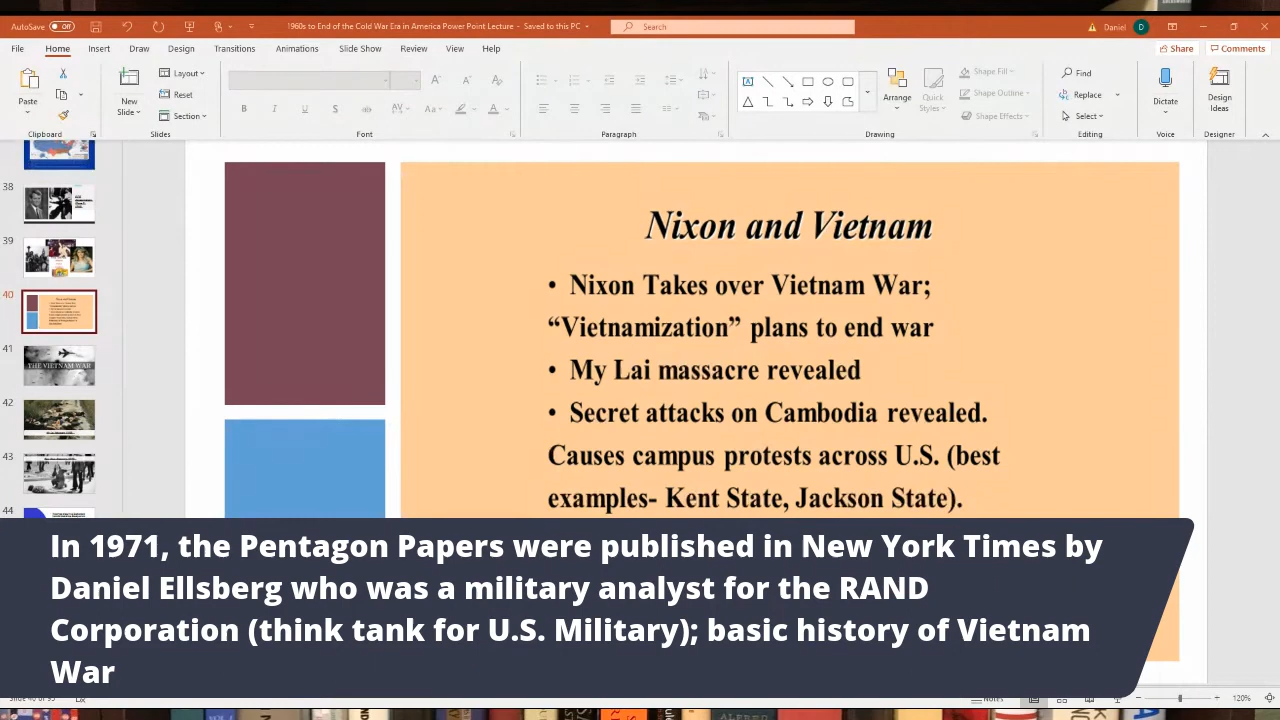 AutoSave Off
1960s to End of the Cold War Era in America Power Point Lecture - Saved to this PC
Search
Daniel D
File Home Insert Draw Design Transitions Animations Slide Show Review View Help
Share Comments
Paste
Clipboard
New
Slide
Layout
Reset
Section
Slides
Font
Paragraph
Arrange
Quick
Styles
Shape Fill
Shape Outline
Shape Effects
Drawing
Find
Replace
Select
Editing
Dictate
Voice
Design
Ideas
Designer
38
39
40
41
THE VIETNAM WAR
42
43
44
Nixon and Vietnam
• Nixon Takes over Vietnam War;
“Vietnamization” plans to end war
• My Lai massacre revealed
• Secret attacks on Cambodia revealed.
Causes campus protests across U.S. (best
examples- Kent State, Jackson State).
In 1971, the Pentagon Papers were published in New York Times by
Daniel Ellsberg who was a military analyst for the RAND
Corporation (think tank for U.S. Military); basic history of Vietnam
War
Notes
120%